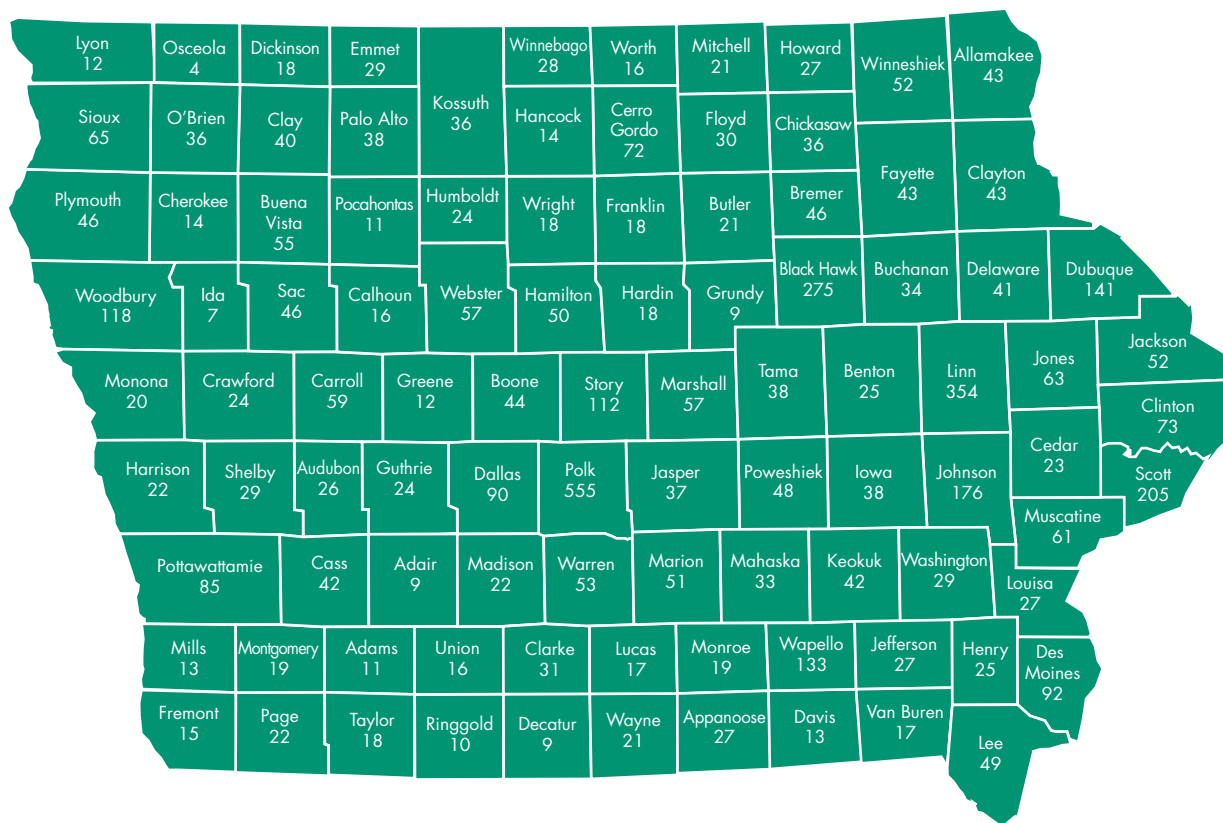 Lyon
12
Osceola
4
Dickinson
18
Emmet
29
Kossuth
36
Winnebago
28
Worth
16
Mitchell
21
Howard
27
Winneshiek
52
Allamakee
43
Sioux
65
O'Brien
36
Clay
40
Palo Alto
38
Hancock
14
Cerro
Gordo
72
Floyd
30
Chickasaw
36
Fayette
43
Clayton
43
Plymouth
46
Cherokee
14
Buena
Vista
55
Pocahontas
11
Humboldt
24
Wright
18
Franklin
18
Butler
21
Bremer
46
Woodbury
118
Ida
7
Sac
46
Calhoun
16
Webster
57
Hamilton
50
Hardin
18
Grundy
9
Black Hawk
275
Buchanan
34
Delaware
41
Dubuque
141
Monona
20
Crawford
24
Carroll
59
Greene
12
Boone
44
Story
112
Marshall
57
Tama
38
Benton
25
Linn
354
Jones
63
Jackson
52
Clinton
73
Harrison
22
Shelby
29
Audubon
26
Guthrie
24
Dallas
90
Polk
555
Jasper
37
Poweshiek
48
Iowa
38
Johnson
176
Cedar
23
Scott
205
Muscatine
61
Pottawattamie
85
Cass
42
Adair
9
Madison
22
Warren
53
Marion
51
Mahaska
33
Keokuk
42
Washington
29
Louisa
27
Mills
13
Montgomery
19
Adams
11
Union
16
Clarke
31
Lucas
17
Monroe
19
Wapello
133
Jefferson
27
Henry
25
Des
Moines
92
Fremont
15
Page
22
Taylor
18
Ringgold
10
Decatur
9
Wayne
21
Appanoose
27
Davis
13
Van Buren
17
Lee
49